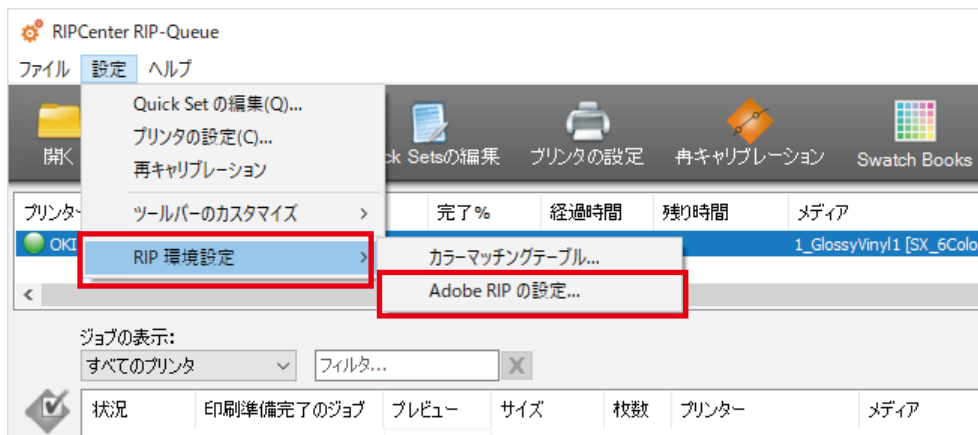 RIPCenter RIP-Queue
ファイル 設定 ヘルプ
Quick Set の編集(Q)...
プリンタの設定(C)...
再キャリブレーション
ツールバーのカスタマイズ
RIP 環境設定
カラーマッチングテーブル...
Adobe RIP の設定...
開く ck Setsの編集 プリンタの設定 再キャリブレーション Swatch Books
プリンター 完了% 経過時間 残り時間 メディア
OKI 1_GlossyVinyl1 [SX_6Colo
ジョブの表示:
すべてのプリンタ フィルタ... X
状況 印刷準備完了のジョブ プレビュー サイズ 枚数 プリンター メディア